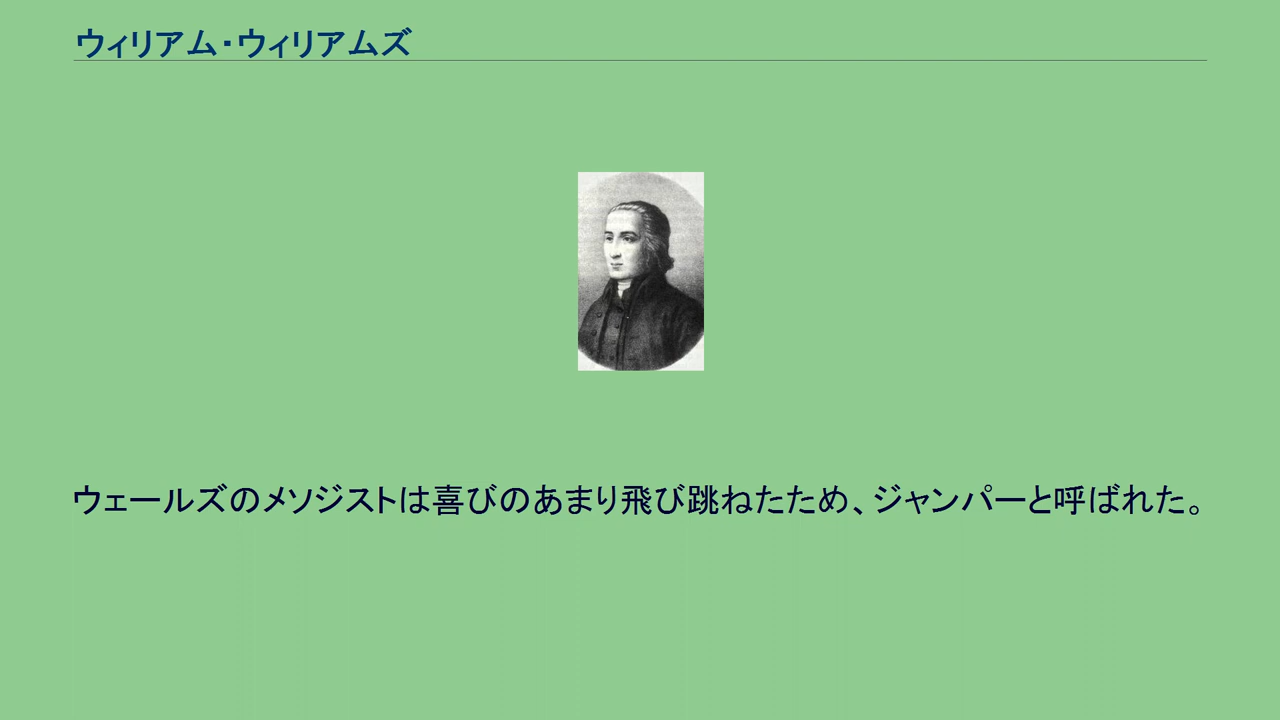 ウィリアム・ウィリアムズ
ウェールズのメソジストは喜びのあまり飛び跳ねたため、ジャンパーと呼ばれた。